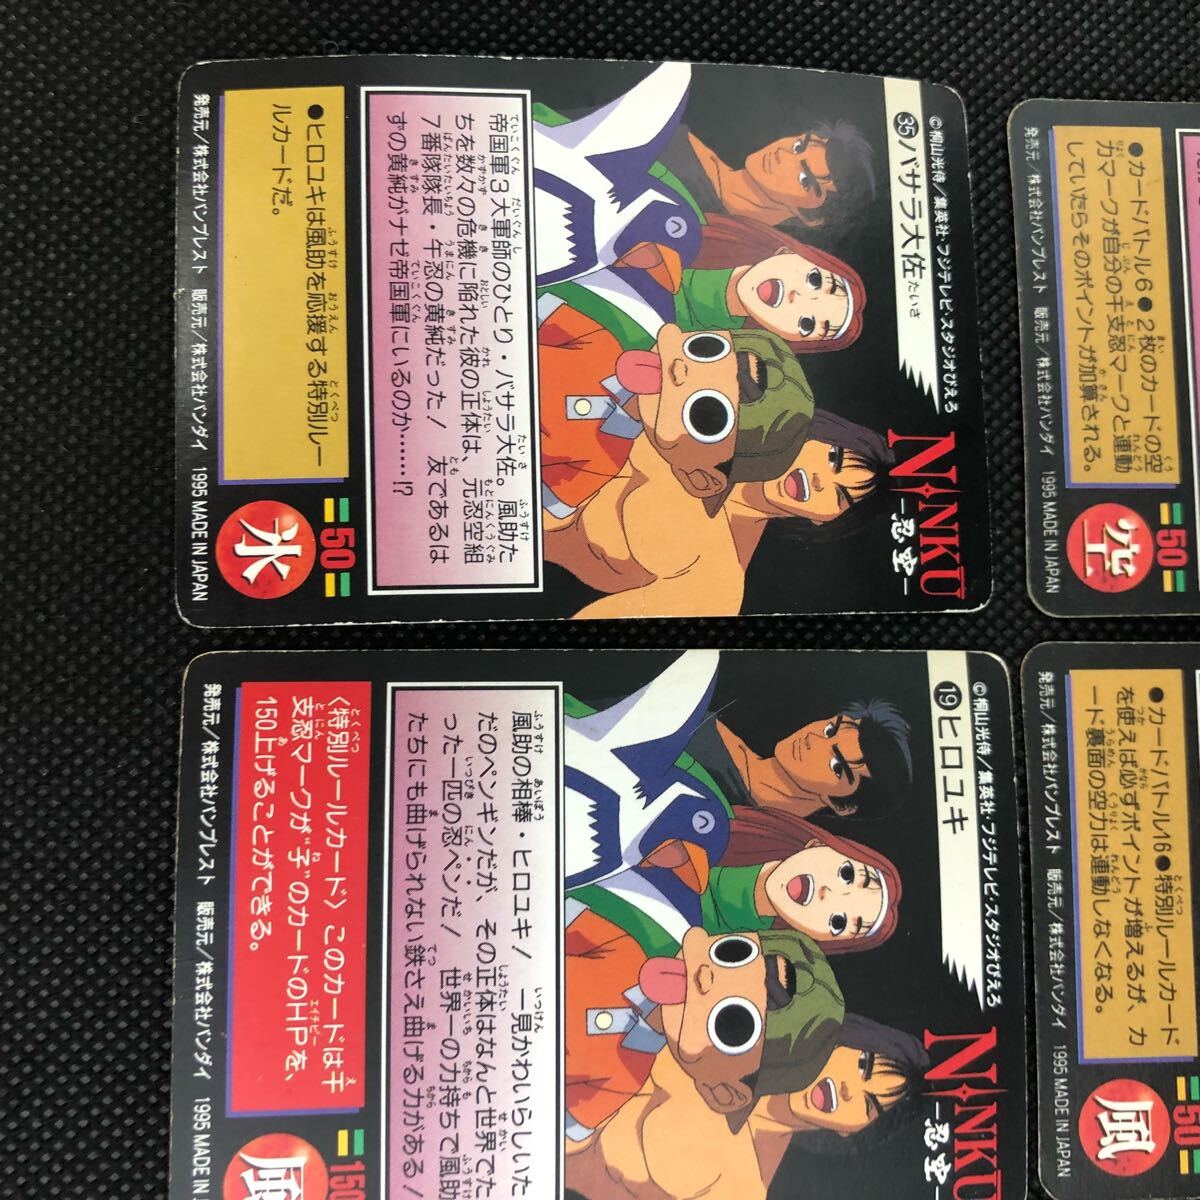 ©桐山光侍/集英社・フジテレビ・スタジオぴえろ
㉟バサラ大佐たいさ
NINKŪ
-忍空-
帝国軍3大軍師のひとり・バサラ大佐。風助た
ちを数々の危機に陥れた彼の正体は、元忍空組
7番隊隊長・午忍の黄純だった! 友であるは
ずの黄純がナゼ帝国軍にいるのか……!?
50
氷
●ヒロユキは風助を応援する特別ルー
ルカードだ。
発売元/株式会社バンプレスト 販売元/株式会社バンダイ 1995 MADE IN JAPAN
©桐山光侍/集英社・フジテレビ・スタジオぴえろ
⑲ヒロユキ
NINKŪ
-忍空
風助の相棒・ヒロユキ! 一見かわいらしいた
だのペンギンだが、その正体はなんと世界でた
った一匹の忍ペンだ! 世界一の力持ちで風助
たちにも曲げられない鉄さえ曲げる力がある!
150
風
〈特別ルールカード〉このカードは干
支忍マークが“子”のカードのHPを、
150上げることができる。
発売元/株式会社バンプレスト 販売元/株式会社バンダイ 1995 MADE IN JAPAN
●カードバトル6●2枚のカードの空
力マークが自分の干支忍マークと連動
していたらそのポイントが加算される。
50
空
発売元/株式会社バンプレスト 販売元/株式会社バンダイ 1995 MADE IN JAPAN
●カードバトル16●特別ルールカード
を使えば必ずポイントが増えるが、カ
ード裏面の空力は連動しなくなる。
50
風
発売元/株式会社バンプレスト 販売元/株式会社バンダイ 1995 MADE IN JAPAN